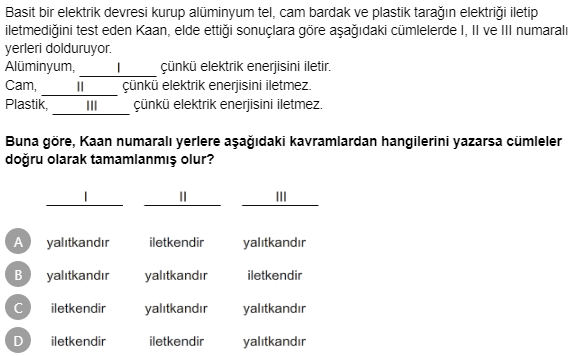 Basit bir elektrik devresi kurup alüminyum tel, cam bardak ve plastik tarağın elektriği iletip
iletmediğini test eden Kaan, elde ettiği sonuçlara göre aşağıdaki cümlelerde I, II ve III numaralı
yerleri dolduruyor.
Alüminyum, I çünkü elektrik enerjisini iletir.
Cam, II çünkü elektrik enerjisini iletmez.
Plastik, III çünkü elektrik enerjisini iletmez.
Buna göre, Kaan numaralı yerlere aşağıdaki kavramlardan hangilerini yazarsa cümleler
doğru olarak tamamlanmış olur?
I II III
A yalıtkandır iletkendir yalıtkandır
B yalıtkandır yalıtkandır iletkendir
C iletkendir yalıtkandır yalıtkandır
D iletkendir iletkendir yalıtkandır